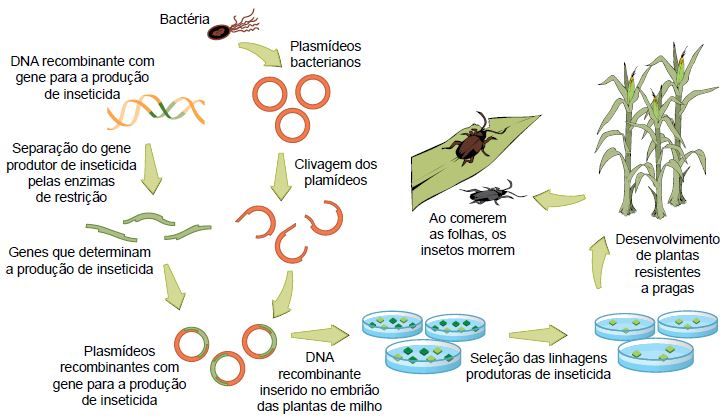 Bactéria
Plasmídeos
bacterianos
DNA recombinante com
gene para a produção
de inseticida
Separação do gene
produtor de inseticida
pelas enzimas
de restrição
Clivagem dos
plamídeos
Genes que determinam
a produção de inseticida
Plasmídeos
recombinantes com
gene para a produção
de inseticida
DNA
recombinante
inserido no embrião
das plantas de milho
Seleção das linhagens
produtoras de inseticida
Desenvolvimento
de plantas
resistentes
a pragas
Ao comerem
as folhas, os
insetos morrem